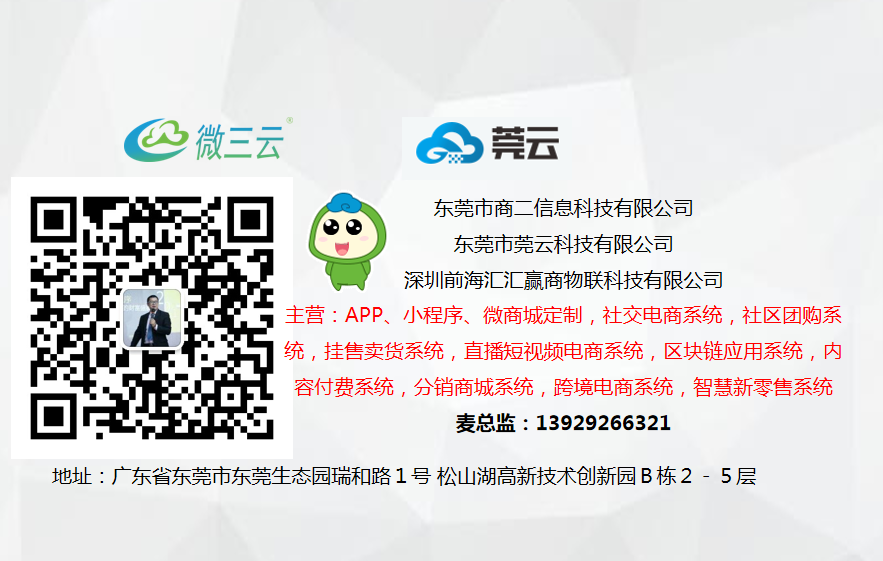 微三云®
莞云
东莞市商二信息科技有限公司
东莞市莞云科技有限公司
深圳前海汇汇赢商物联科技有限公司
主营：APP、小程序、微商城定制，社交电商系统，社区团购系
统，挂售卖货系统，直播短视频电商系统，区块链应用系统，内
容付费系统，分销商城系统，跨境电商系统，智慧新零售系统
麦总监：13929266321
地址：广东省东莞市东莞生态园瑞和路１号 松山湖高新技术创新园Ｂ栋２－５层